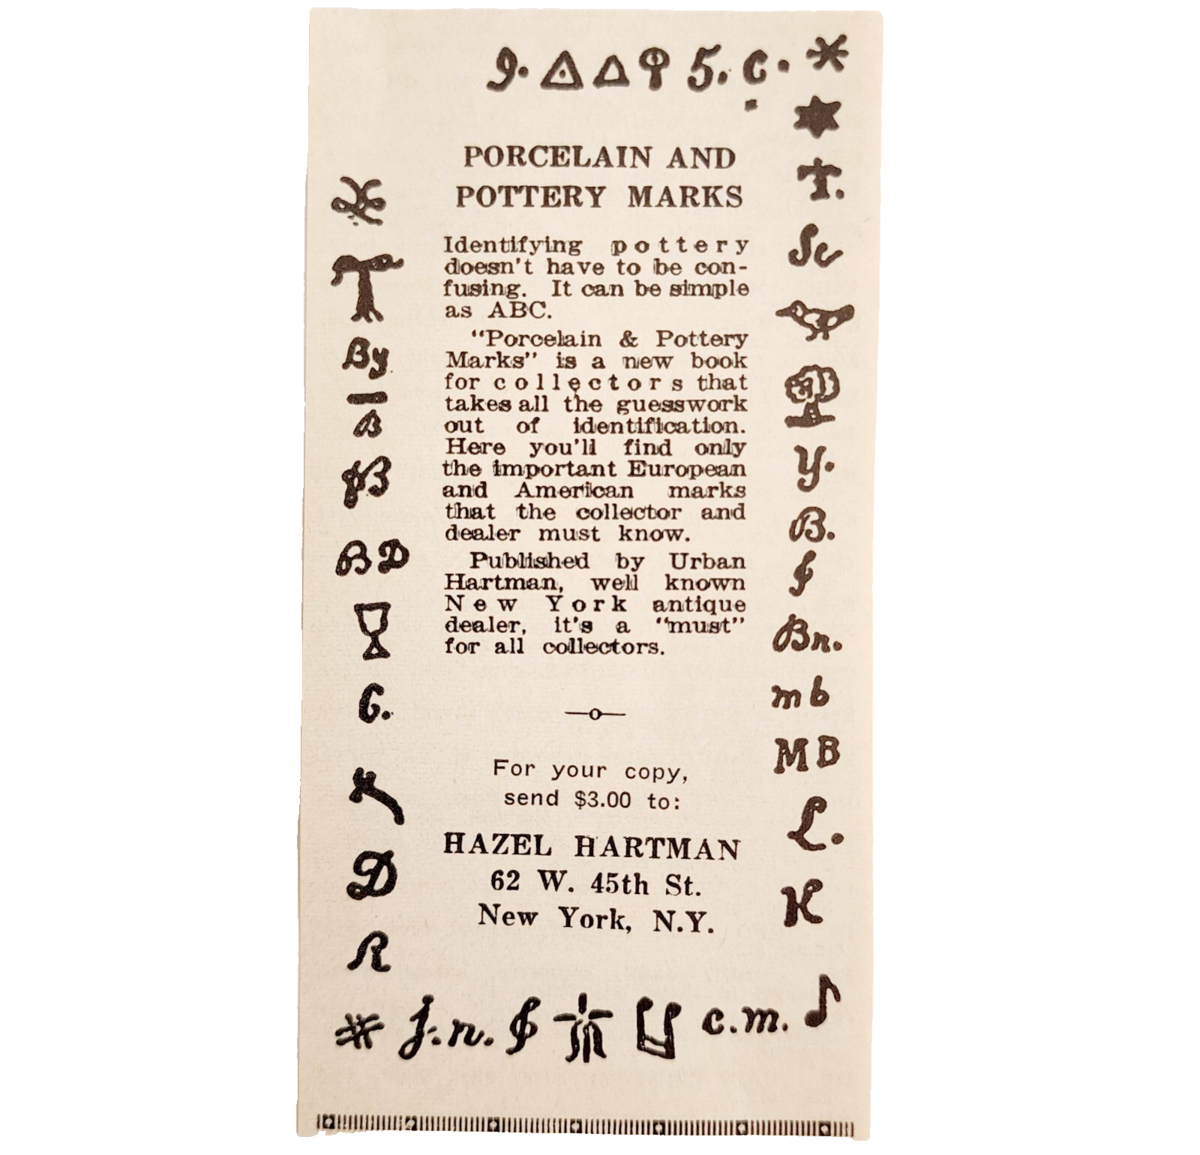 9. 5. c.
PORCELAIN AND
POTTERY MARKS
Identifying pottery
doesn't have to be con-
fusing. It can be simple
as ABC.
"Porcelain & Pottery
Marks" is a new book
for collectors that
takes all the guesswork
out of identification.
Here you'll find only
the important European
and American marks
that the collector and
dealer must know.
Published by Urban
Hartman, well known
New York antique
dealer, it's a "must"
for all collectors.
For your copy,
send $3.00 to:
HAZEL HARTMAN
62 W. 45th St.
New York, N.Y.
By
B
B
B D
G.
D
R
T.
Y.
B.
Bn.
m b
M B
L.
K
j.n.
c.m.